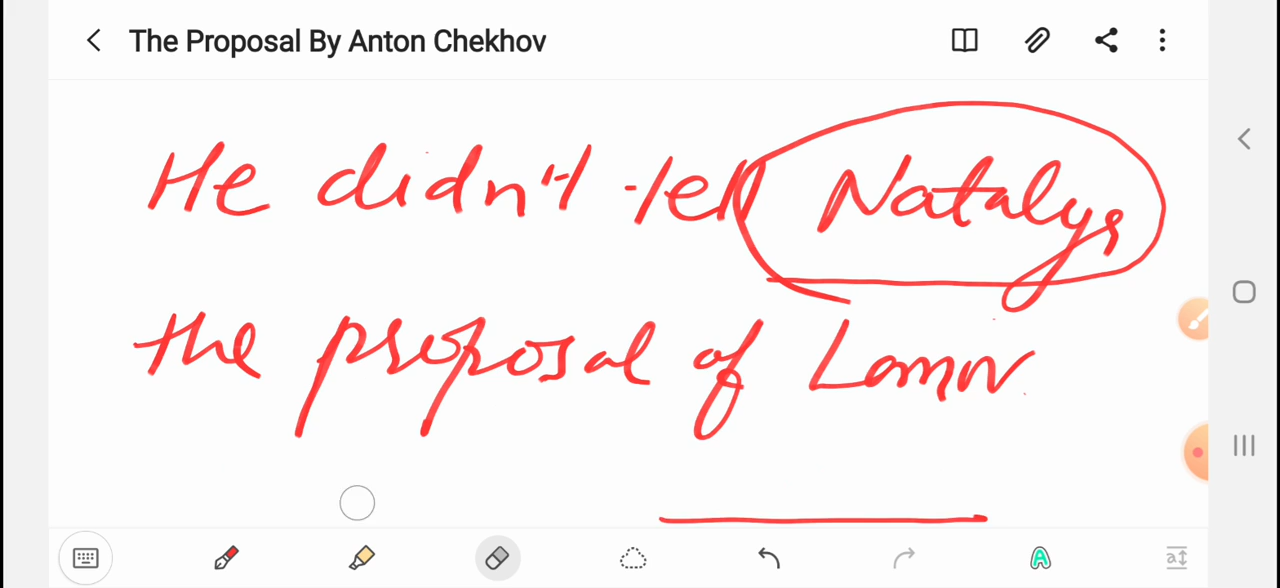 The Proposal By Anton Chekhov
He didn't tell Natalya
the proposal of Lomov